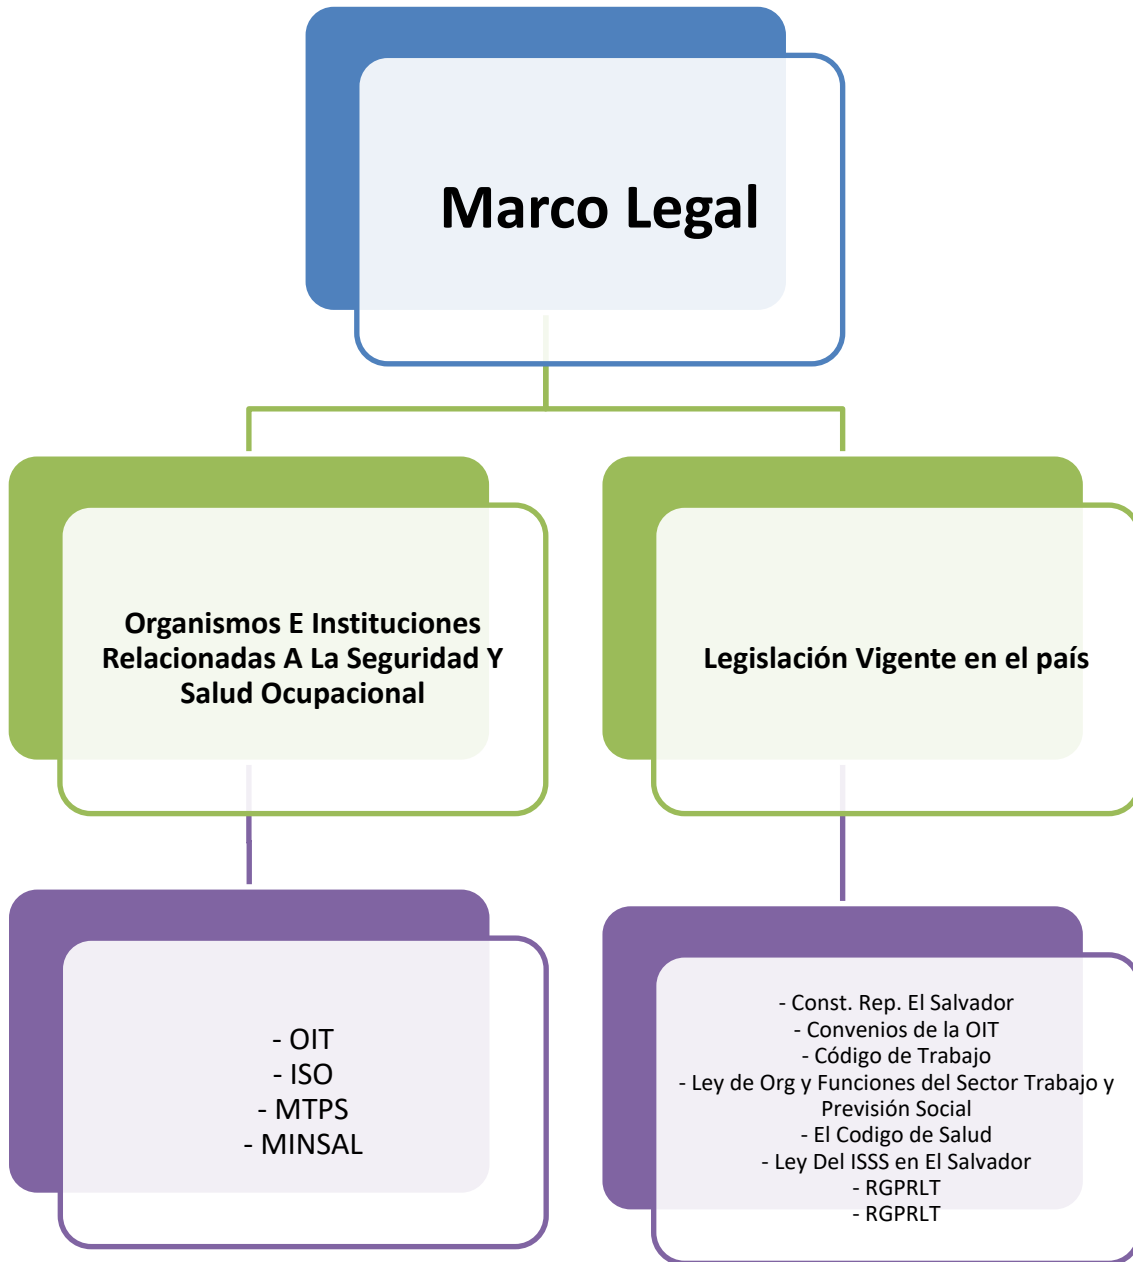 Marco Legal
Organismos E Instituciones
Relacionadas A La Seguridad Y
Salud Ocupacional
Legislación Vigente en el país
- OIT
- ISO
- MTPS
- MINSAL
- Const. Rep. El Salvador
- Convenios de la OIT
- Código de Trabajo
- Ley de Org y Funciones del Sector Trabajo y
Previsión Social
- El Codigo de Salud
- Ley Del ISSS en El Salvador
- RGPRLT
- RGPRLT